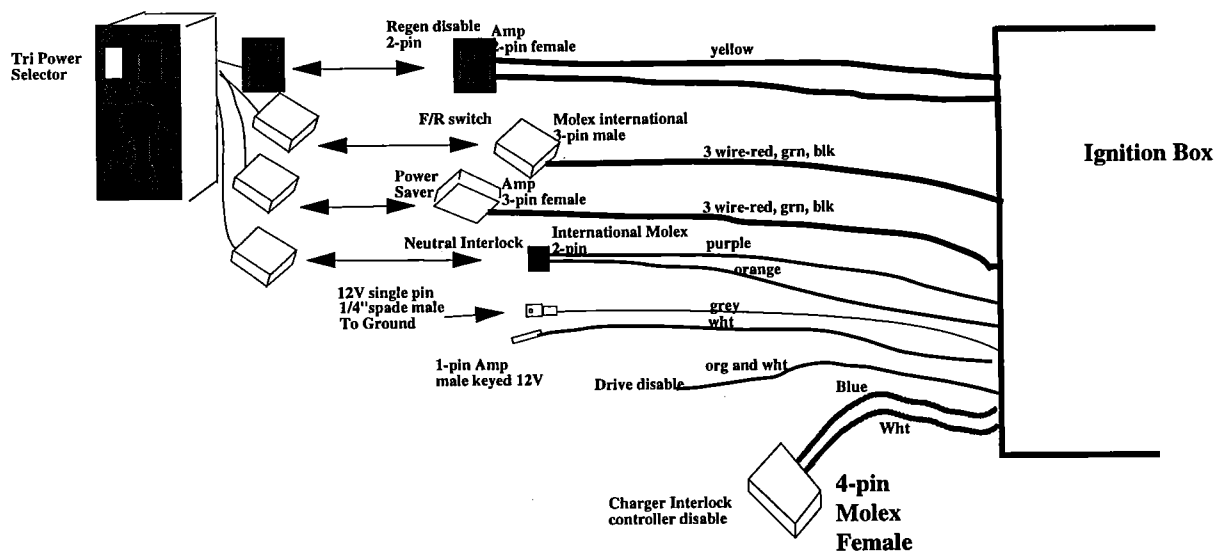 Tri Power
Selector
Regen disable
2-pin
Amp
2-pin female
yellow
F/R switch
Molex international
3-pin male
3 wire-red, grn, blk
Ignition Box
Power
Saver
Amp
3-pin female
3 wire-red, grn, blk
Neutral Interlock
International Molex
2-pin
purple
orange
12V single pin
1/4"spade male
To Ground
grey
wht
1-pin Amp
male keyed 12V
org and wht
Drive disable
Blue
Wht
Charger Interlock
controller disable
4-pin
Molex
Female